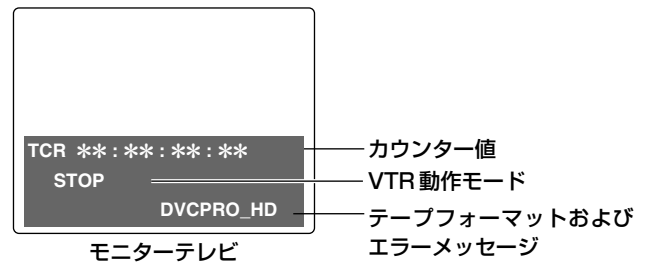 TCR **:**:**:**
STOP
DVCPRO_HD
カウンター値
VTR動作モード
テープフォーマットおよび
エラーメッセージ
モニターテレビ